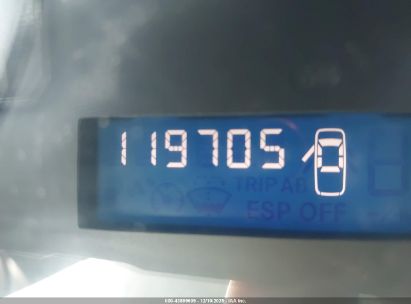 119705
TRIP AB
ESP OFF